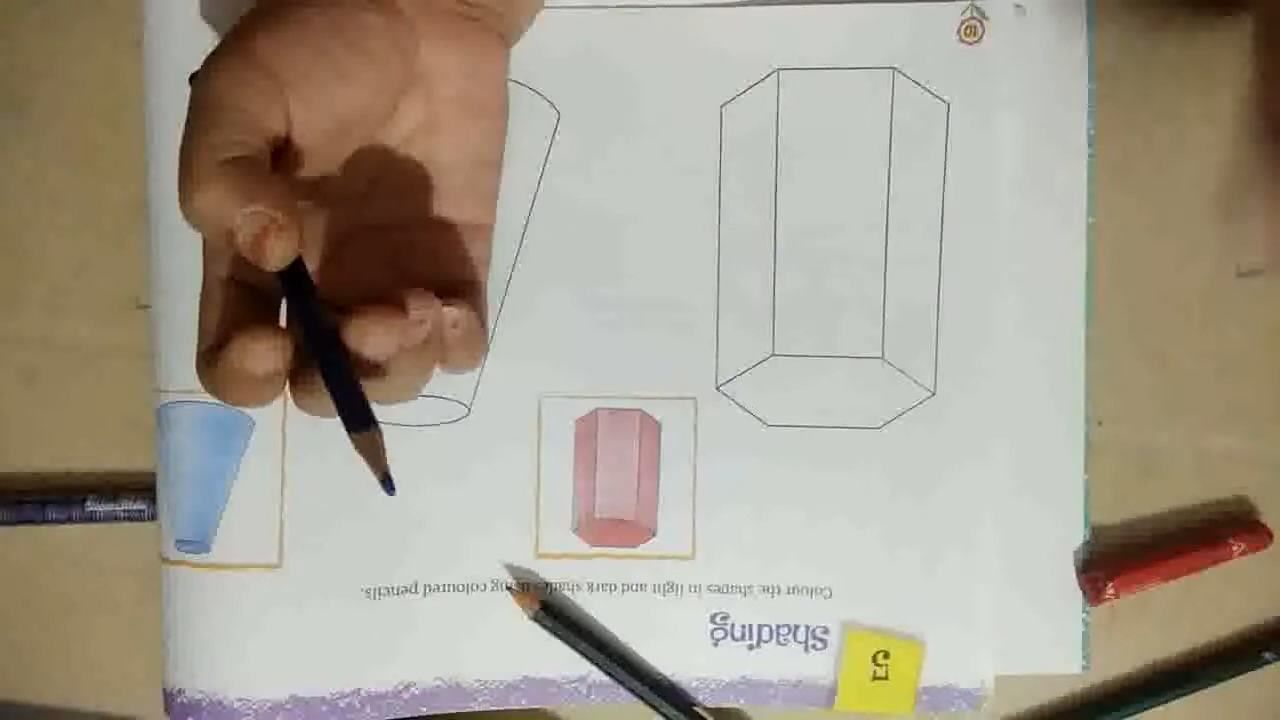 5
Shading
Colour the shapes in light and dark shades using coloured pencils.
10